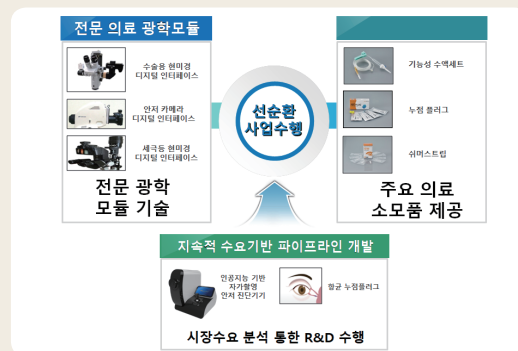 전문 의료 광학모듈
수술용 현미경
디지털 인터페이스
안저 카메라
디지털 인터페이스
세극등 현미경
디지털 인터페이스
전문 광학
모듈 기술
선순환
사업수행
기능성 수액세트
누점 플러그
쉬머스트립
주요 의료
소모품 제공
지속적 수요기반 파이프라인 개발
인공지능 기반
자가촬영
안저 진단기기
항균 누점플러그
시장수요 분석 통한 R&D 수행